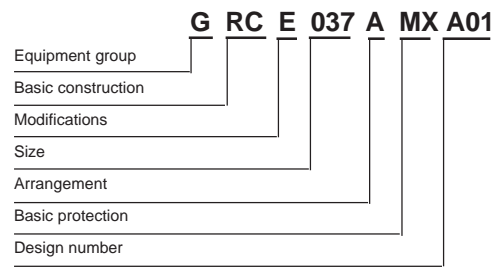 G RC E 037 A MX A01
Equipment group
Basic construction
Modifications
Size
Arrangement
Basic protection
Design number